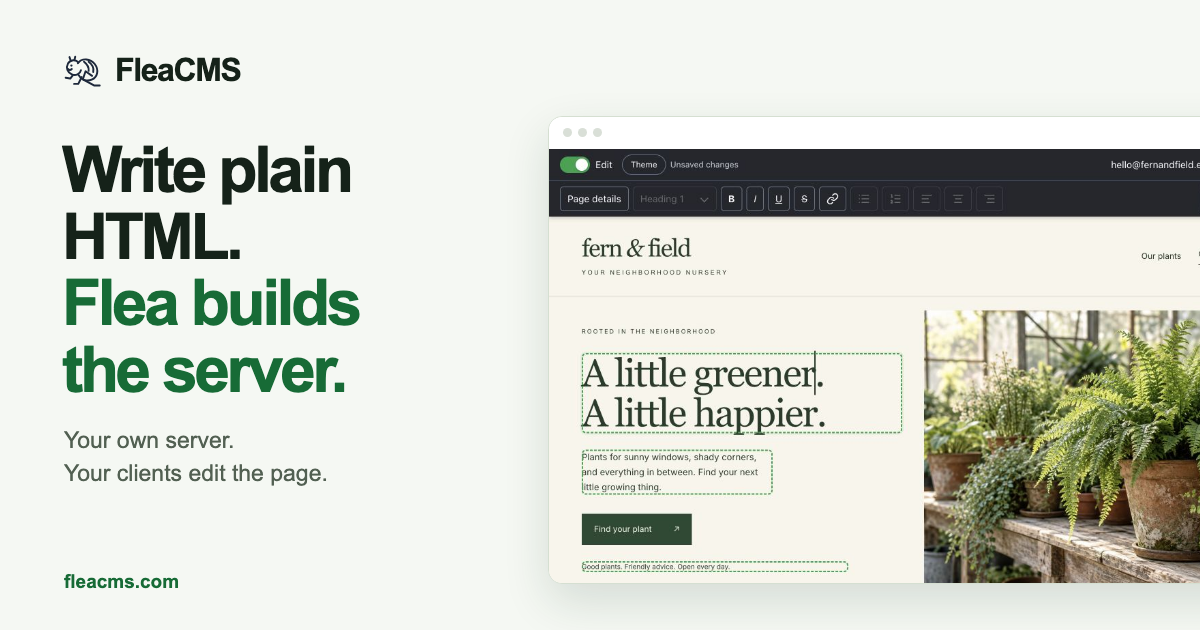 FleaCMS
Write plain
HTML.
Flea builds
the server.
Your own server.
Your clients edit the page.
fleacms.com
Edit
Theme
Unsaved changes
hello@fernandfield.e
Page details
Heading 1
B
I
U
S
fern & field
YOUR NEIGHBORHOOD NURSERY
Our plants
ROOTED IN THE NEIGHBORHOOD
A little greener.
A little happier.
Plants for sunny windows, shady corners,
and everything in between. Find your next
little growing thing.
Find your plant ↗
Good plants. Friendly advice. Open every day.